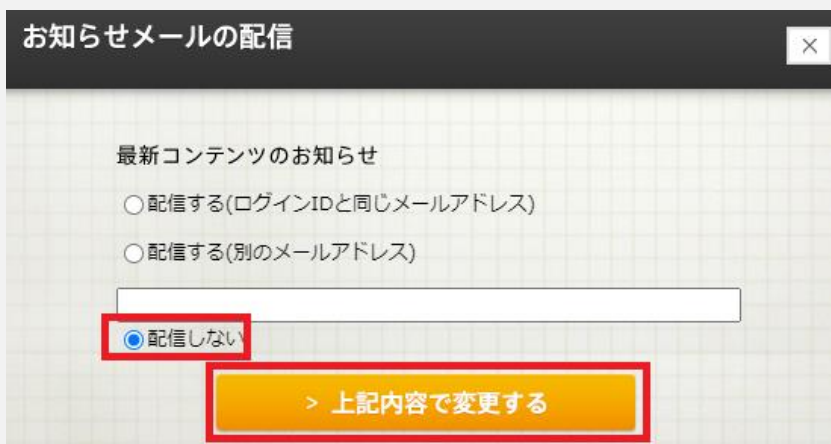 お知らせメールの配信
×
最新コンテンツのお知らせ
配信する(ログインIDと同じメールアドレス)
配信する(別のメールアドレス)
配信しない
> 上記内容で変更する